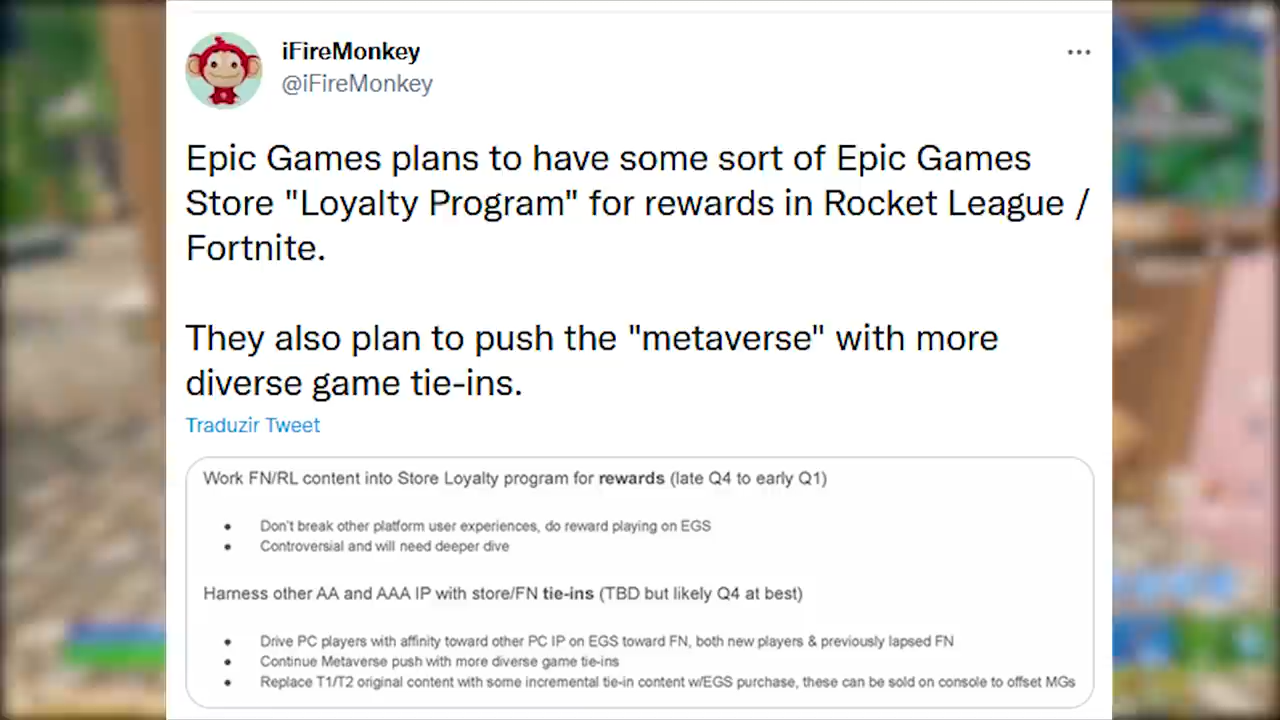 iFireMonkey
@iFireMonkey
Epic Games plans to have some sort of Epic Games
Store "Loyalty Program" for rewards in Rocket League /
Fortnite.
They also plan to push the "metaverse" with more
diverse game tie-ins.
Traduzir Tweet
Work FN/RL content into Store Loyalty program for rewards (late Q4 to early Q1)
• Don't break other platform user experiences, do reward playing on EGS
• Controversial and will need deeper dive
Harness other AA and AAA IP with store/FN tie-ins (TBD but likely Q4 at best)
• Drive PC players with affinity toward other PC IP on EGS toward FN, both new players & previously lapsed FN
• Continue Metaverse push with more diverse game tie-ins
• Replace T1/T2 original content with some incremental tie-in content w/EGS purchase, these can be sold on console to offset MGs